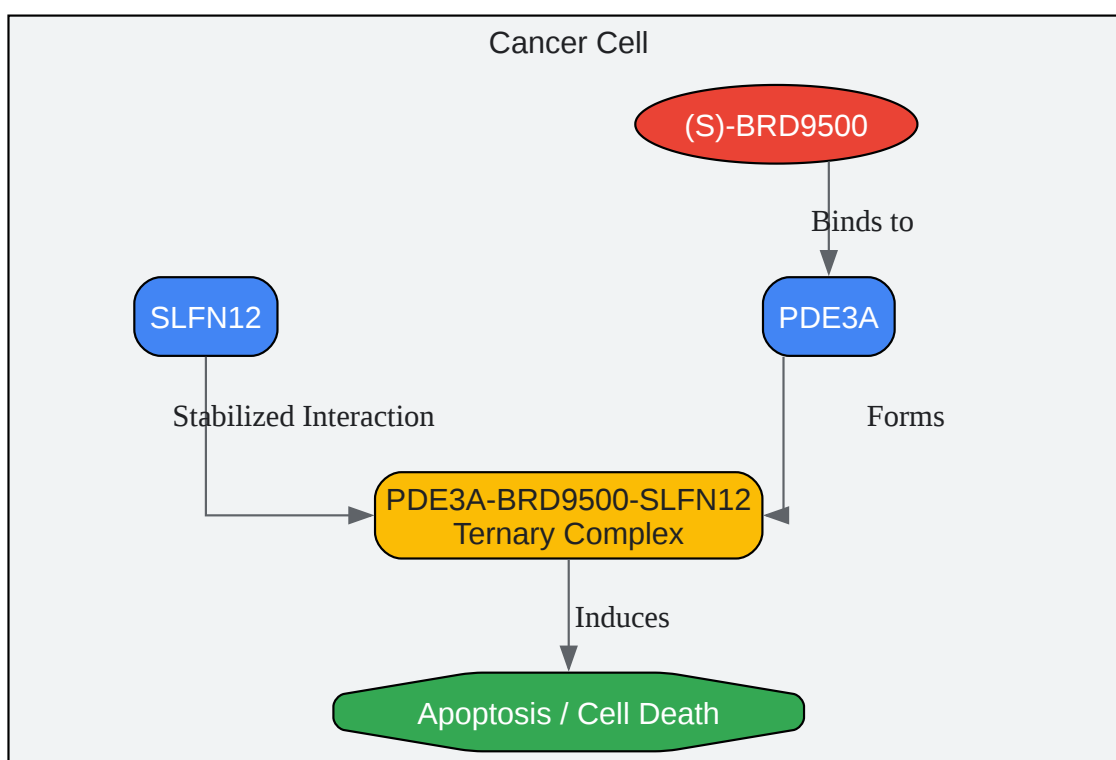 Cancer Cell
(S)-BRD9500
Binds to
SLFN12
PDE3A
Stabilized Interaction
Forms
PDE3A-BRD9500-SLFN12
Ternary Complex
Induces
Apoptosis / Cell Death